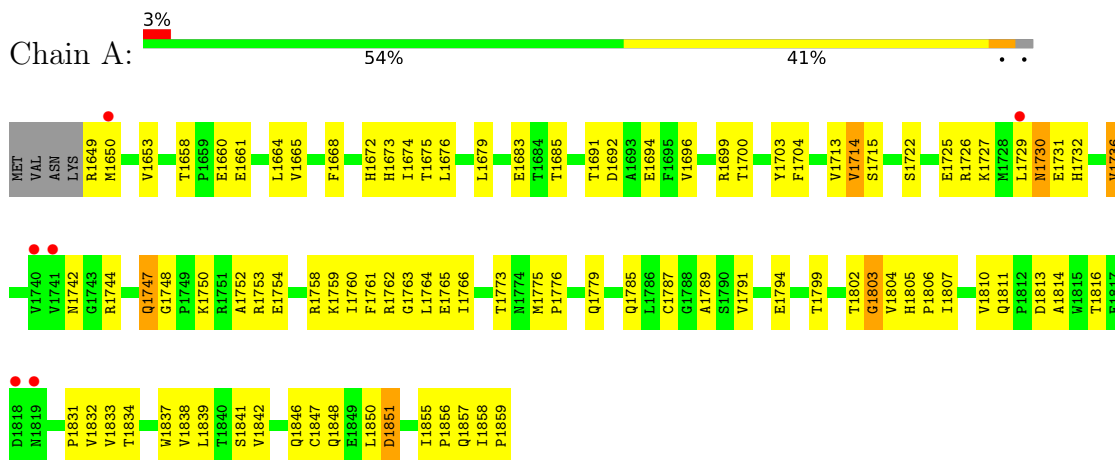 3%
Chain A:
54% 41% • •
MET VAL ASN LYS R1649 M1650 V1653 T1658 P1659 E1660 E1661 L1664 V1665 F1668 H1672 H1673 I1674 T1675 L1676 L1679 E1683 T1684 T1685 T1691 D1692 A1693 E1694 F1695 V1696 R1699 T1700 Y1703 F1704 V1713 V1714 S1715 S1722 E1725 R1726 K1727 M1728 L1729 N1730 E1731 H1732 V1736
V1740 V1741 N1742 G1743 R1744 Q1747 G1748 P1749 K1750 R1751 A1752 R1753 E1754 R1758 K1759 I1760 F1761 R1762 G1763 L1764 E1765 I1766 T1773 N1774 M1775 P1776 Q1779 Q1785 L1786 C1787 G1788 A1789 S1790 V1791 E1794 T1799 T1802 G1803 V1804 H1805 P1806 I1807 V1810 Q1811 P1812 D1813 A1814 W1815 T1816 E1817
D1818 N1819 P1831 V1832 V1833 T1834 W1837 V1838 L1839 T1840 S1841 V1842 Q1846 C1847 Q1848 E1849 L1850 D1851 I1855 P1856 Q1857 I1858 P1859